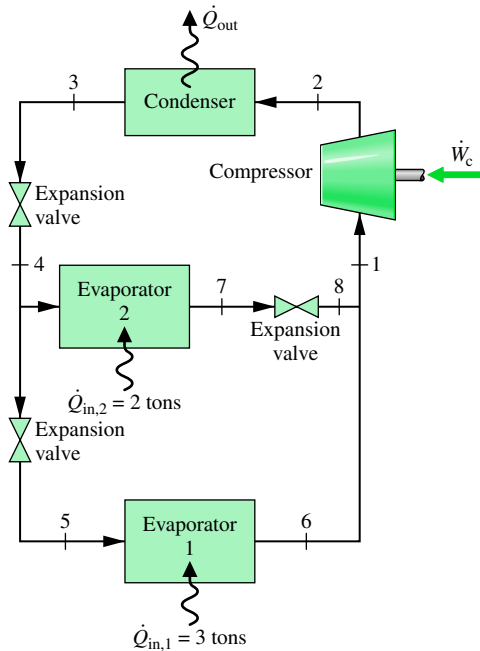 Q̇out
3
2
Condenser
Compressor
Ẇc
Expansion
valve
4
Evaporator
2
7
8
1
Expansion
valve
Q̇in,2 = 2 tons
Expansion
valve
5
Evaporator
1
6
Q̇in,1 = 3 tons